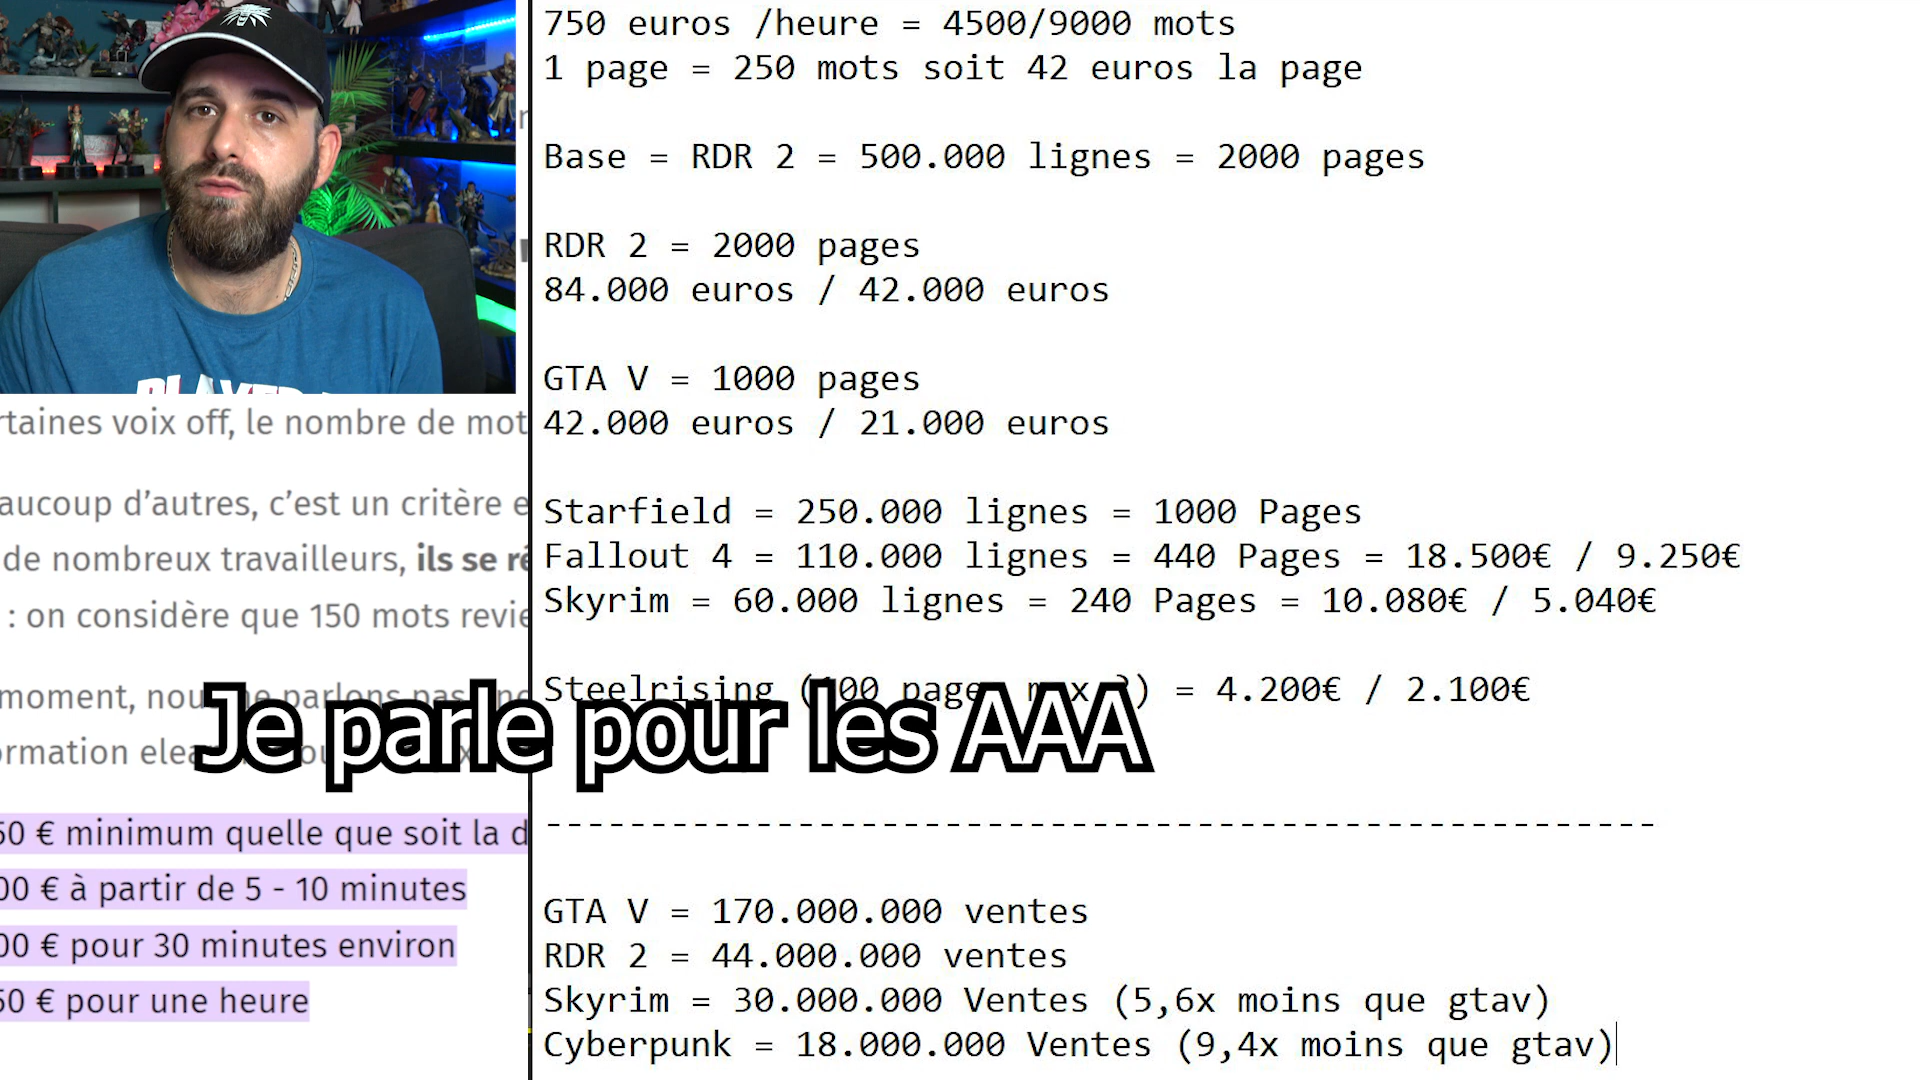 750 euros /heure = 4500/9000 mots
1 page = 250 mots soit 42 euros la page
Base = RDR 2 = 500.000 lignes = 2000 pages
RDR 2 = 2000 pages
84.000 euros / 42.000 euros
GTA V = 1000 pages
42.000 euros / 21.000 euros
Starfield = 250.000 lignes = 1000 Pages
Fallout 4 = 110.000 lignes = 440 Pages = 18.500€ / 9.250€
Skyrim = 60.000 lignes = 240 Pages = 10.080€ / 5.040€
Steelrising = 4.200€ / 2.100€
Je parle pour les AAA
-----------------------------------------------------
GTA V = 170.000.000 ventes
RDR 2 = 44.000.000 ventes
Skyrim = 30.000.000 Ventes (5,6x moins que gtav)
Cyberpunk = 18.000.000 Ventes (9,4x moins que gtav)
rtaines voix off, le nombre de mot
aucoup d'autres, c'est un critère e
de nombreux travailleurs, ils se ré
: on considère que 150 mots revie
moment, parlons pas
50 € minimum quelle que soit la d
00 € à partir de 5 - 10 minutes
00 € pour 30 minutes environ
50 € pour une heure